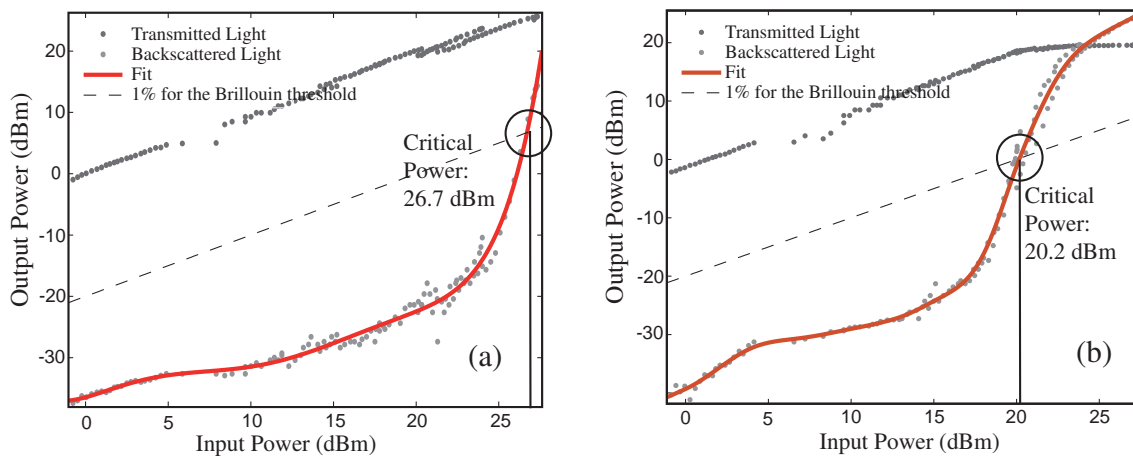 Transmitted Light
Backscattered Light
Fit
1% for the Brillouin threshold
Critical
Power:
26.7 dBm
(a)
Output Power (dBm)
20
10
0
-10
-20
-30
0
5
10
15
20
25
Input Power (dBm)
Transmitted Light
Backscattered Light
Fit
1% for the Brillouin threshold
Critical
Power:
20.2 dBm
(b)
Output Power (dBm)
20
10
0
-10
-20
-30
0
5
10
15
20
25
Input Power (dBm)